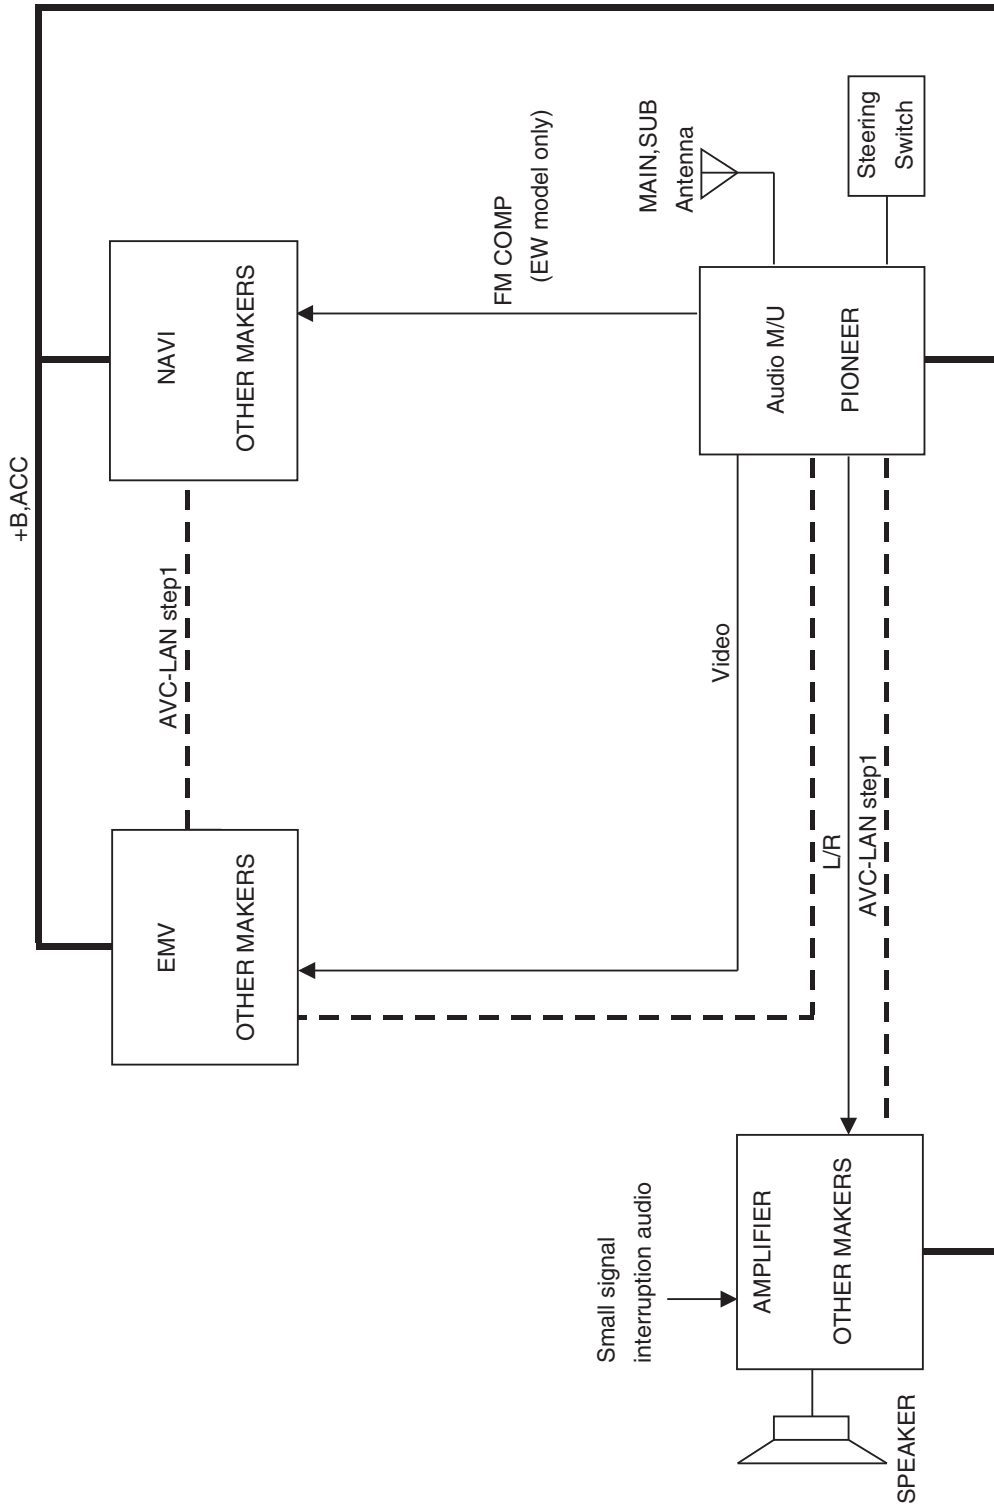 +B,ACC
EMV
OTHER MAKERS
AVC-LAN step1
NAVI
OTHER MAKERS
FM COMP
(EW model only)
MAIN,SUB
Antenna
Steering
Switch
Audio M/U
PIONEER
Video
L/R
AVC-LAN step1
Small signal
interruption audio
AMPLIFIER
OTHER MAKERS
SPEAKER